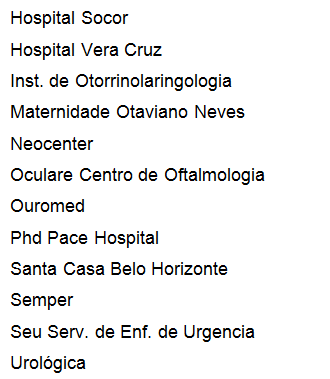 Hospital Socor
Hospital Vera Cruz
Inst. de Otorrinolaringologia
Maternidade Otaviano Neves
Neocenter
Oculare Centro de Oftalmologia
Ouromed
Phd Pace Hospital
Santa Casa Belo Horizonte
Semper
Seu Serv. de Enf. de Urgencia
Urológica